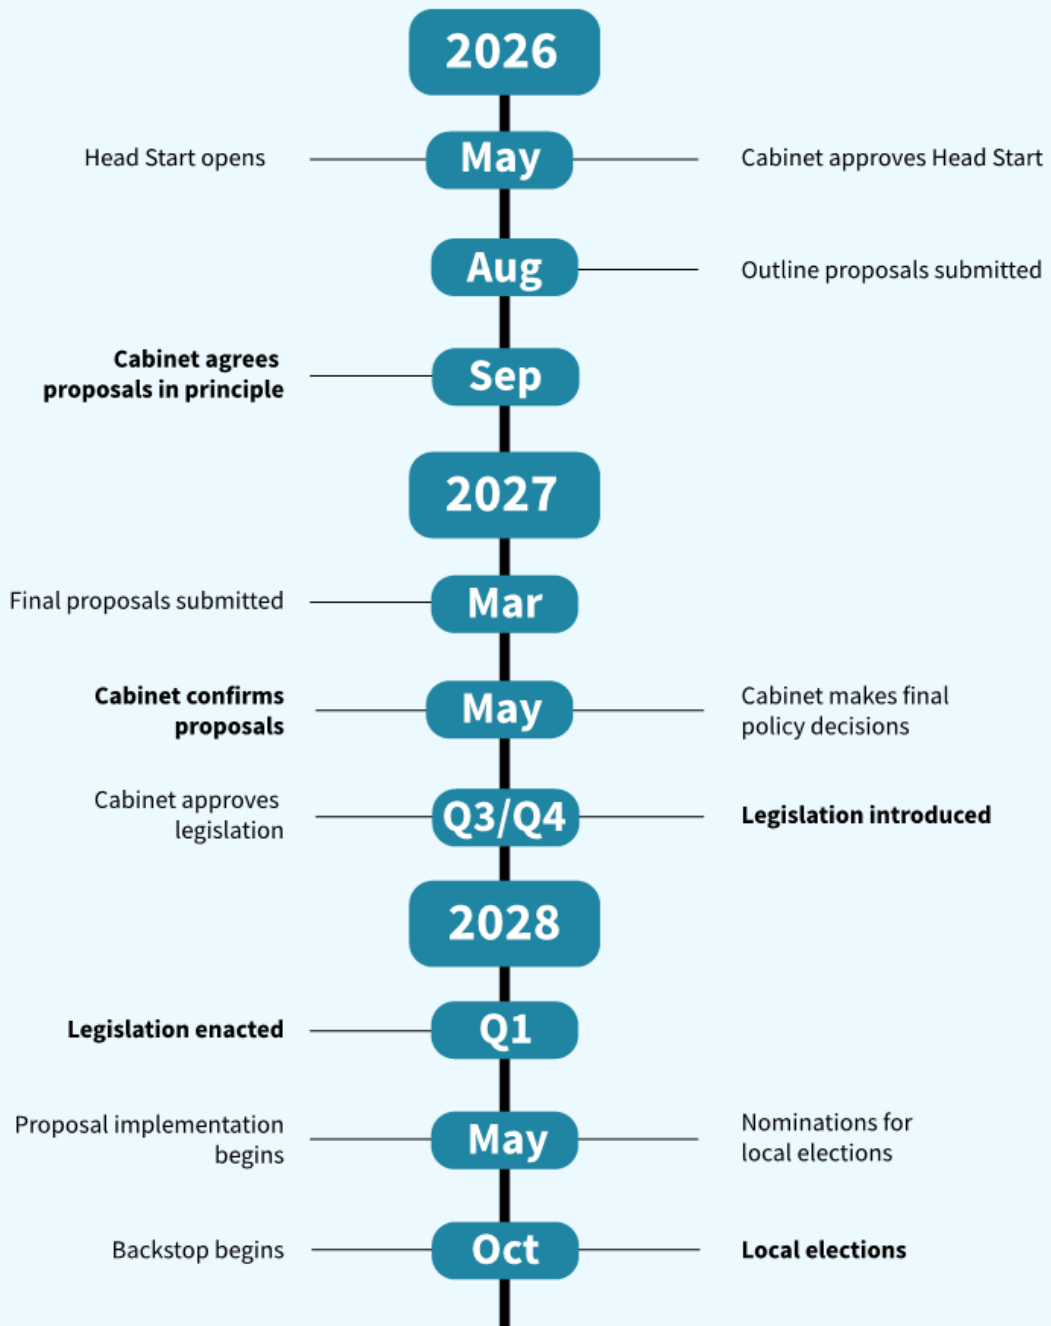 2026
Head Start opens
May
Cabinet approves Head Start
Aug
Outline proposals submitted
Cabinet agrees
proposals in principle
Sep
2027
Final proposals submitted
Mar
Cabinet confirms
proposals
May
Cabinet makes final
policy decisions
Cabinet approves
legislation
Q3/Q4
Legislation introduced
2028
Legislation enacted
Q1
Proposal implementation
begins
May
Nominations for
local elections
Backstop begins
Oct
Local elections